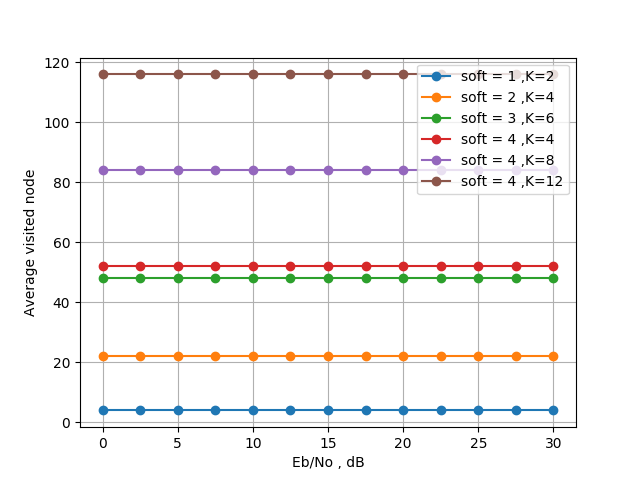 120
100
80
60
40
20
0
Average visited node
soft = 1 ,K=2
soft = 2 ,K=4
soft = 3 ,K=6
soft = 4 ,K=4
soft = 4 ,K=8
soft = 4 ,K=12
0 5 10 15 20 25 30
Eb/No , dB